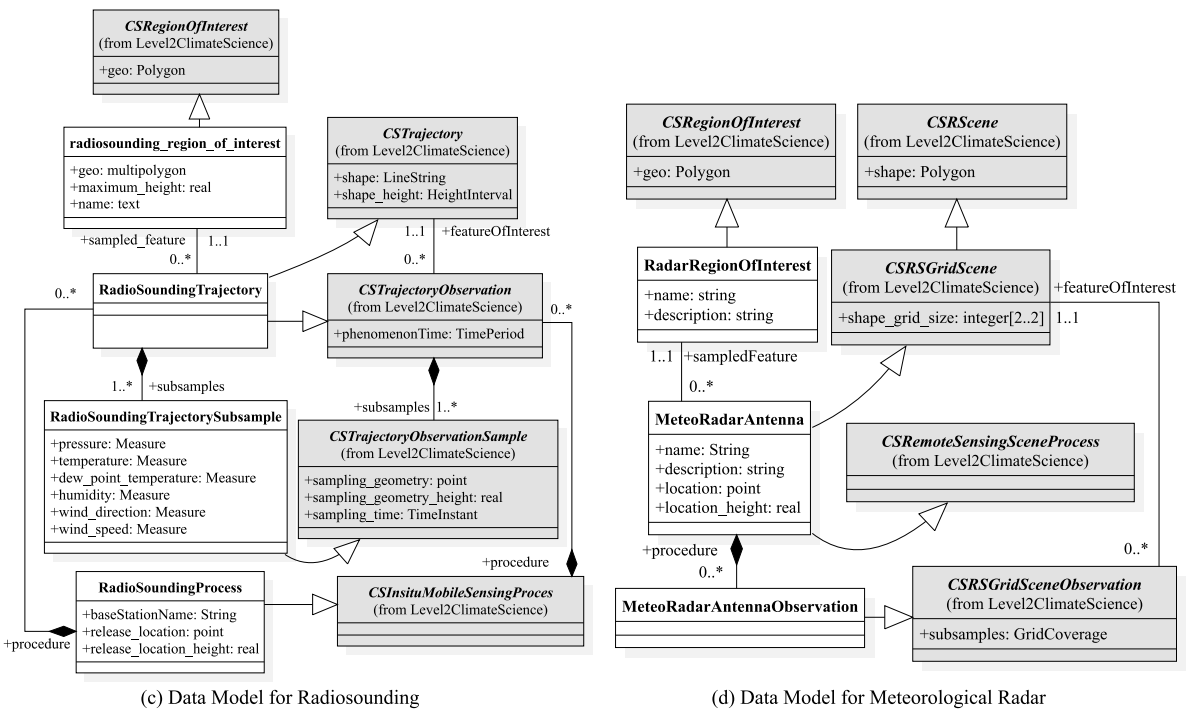 CSRegionOfInterest
(from Level2ClimateScience)
+geo: Polygon
radiosounding_region_of_interest
+geo: multipolygon
+maximum_height: real
+name: text
CSTrajectory
(from Level2ClimateScience)
+shape: LineString
+shape_height: HeightInterval
+sampled_feature
1..1
0..*
1..1
+featureOfInterest
0..*
RadioSoundingTrajectory
CSTrajectoryObservation
(from Level2ClimateScience)
+phenomenonTime: TimePeriod
0..*
0..*
1..*
+subsamples
+subsamples
1..*
RadioSoundingTrajectorySubsample
+pressure: Measure
+temperature: Measure
+dew_point_temperature: Measure
+humidity: Measure
+wind_direction: Measure
+wind_speed: Measure
CSTrajectoryObservationSample
(from Level2ClimateScience)
+sampling_geometry: point
+sampling_geometry_height: real
+sampling_time: TimeInstant
+procedure
RadioSoundingProcess
+baseStationName: String
+release_location: point
+release_location_height: real
+procedure
CSInsituMobileSensingProces
(from Level2ClimateScience)
(c) Data Model for Radiosounding
CSRegionOfInterest
(from Level2ClimateScience)
+geo: Polygon
CSRScene
(from Level2ClimateScience)
+shape: Polygon
RadarRegionOfInterest
+name: string
+description: string
CSRSGridScene
(from Level2ClimateScience)
+shape_grid_size: integer[2..2]
+featureOfInterest
1..1
1..1
+sampledFeature
0..*
MeteoRadarAntenna
+name: String
+description: string
+location: point
+location_height: real
CSRemoteSensingSceneProcess
(from Level2ClimateScience)
+procedure
0..*
0..*
MeteoRadarAntennaObservation
CSRSGridSceneObservation
(from Level2ClimateScience)
+subsamples: GridCoverage
(d) Data Model for Meteorological Radar